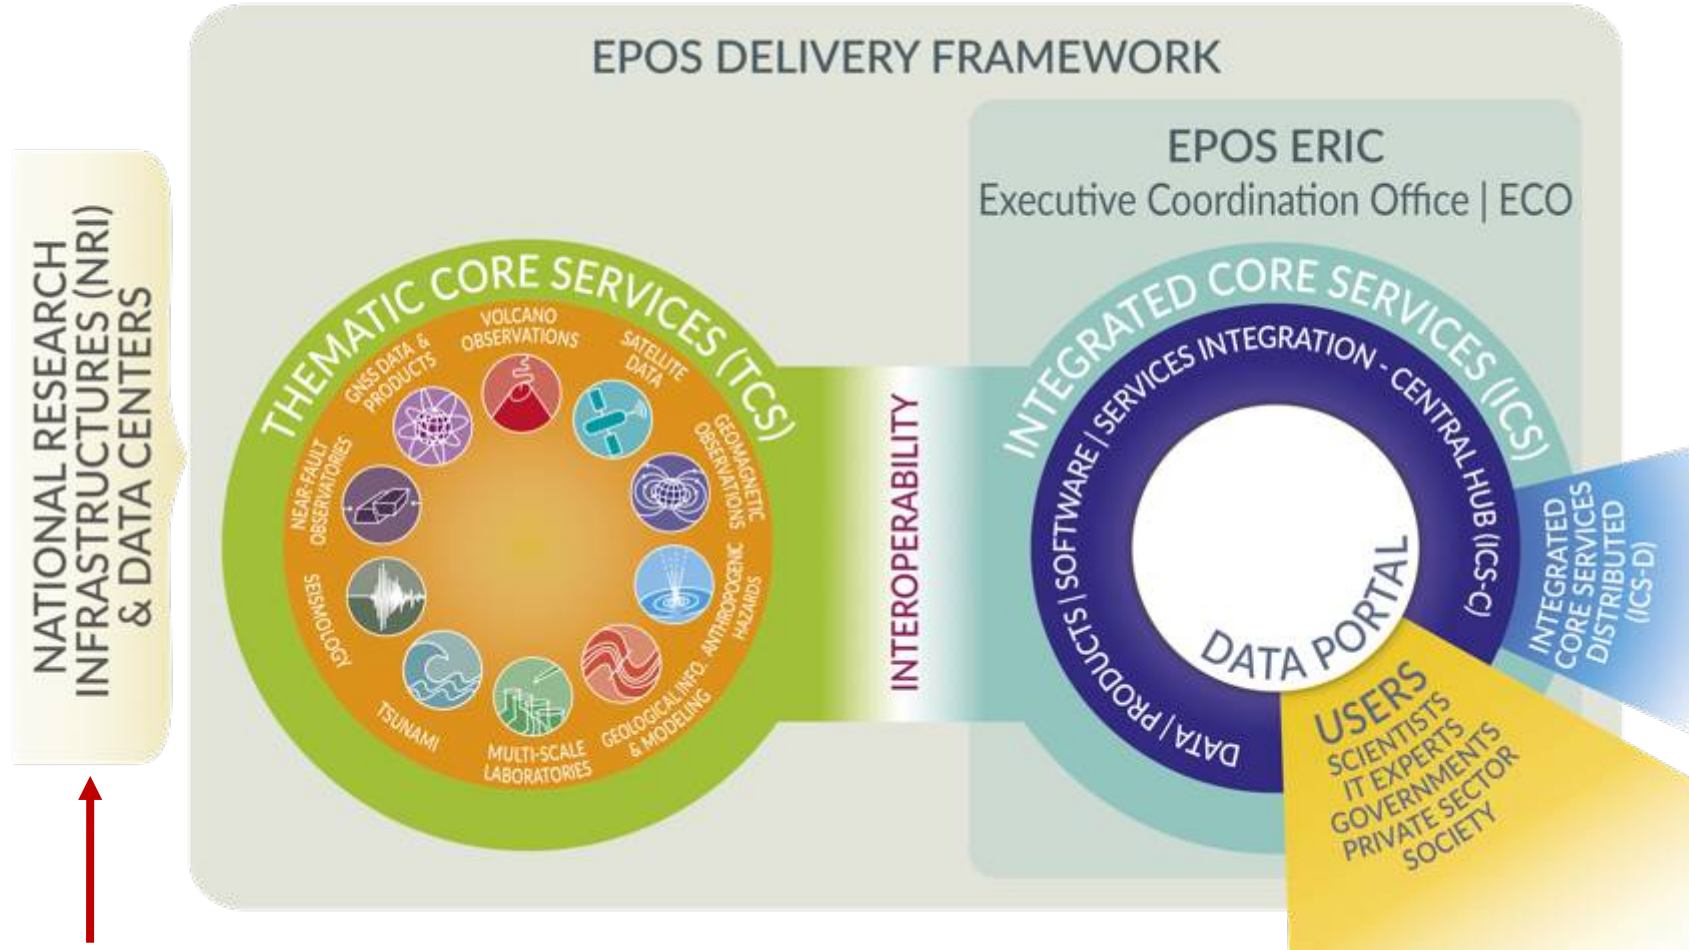 EPOS DELIVERY FRAMEWORK
EPOS ERIC
Executive Coordination Office | ECO
NATIONAL RESEARCH
INFRASTRUCTURES (NRI)
& DATA CENTERS
THEMATIC CORE SERVICES (TCS)
VOLCANO
OBSERVATIONS
SATELLITE
DATA
GEOMAGNETIC
OBSERVATIONS
ANTHROPOGENIC
HAZARDS
GEOLOGICAL INFO.
& MODELING
MULTI-SCALE
LABORATORIES
TSUNAMI
SEISMOLOGY
NEAR-FAULT
OBSERVATORIES
GNSS DATA &
PRODUCTS
INTEROPERABILITY
INTEGRATED CORE SERVICES (ICS)
DATA | PRODUCTS | SOFTWARE | SERVICES INTEGRATION - CENTRAL HUB (ICS-C)
DATA PORTAL
INTEGRATED
CORE SERVICES
DISTRIBUTED
(ICS-D)
USERS
SCIENTISTS
IT EXPERTS
GOVERNMENTS
PRIVATE SECTOR
SOCIETY